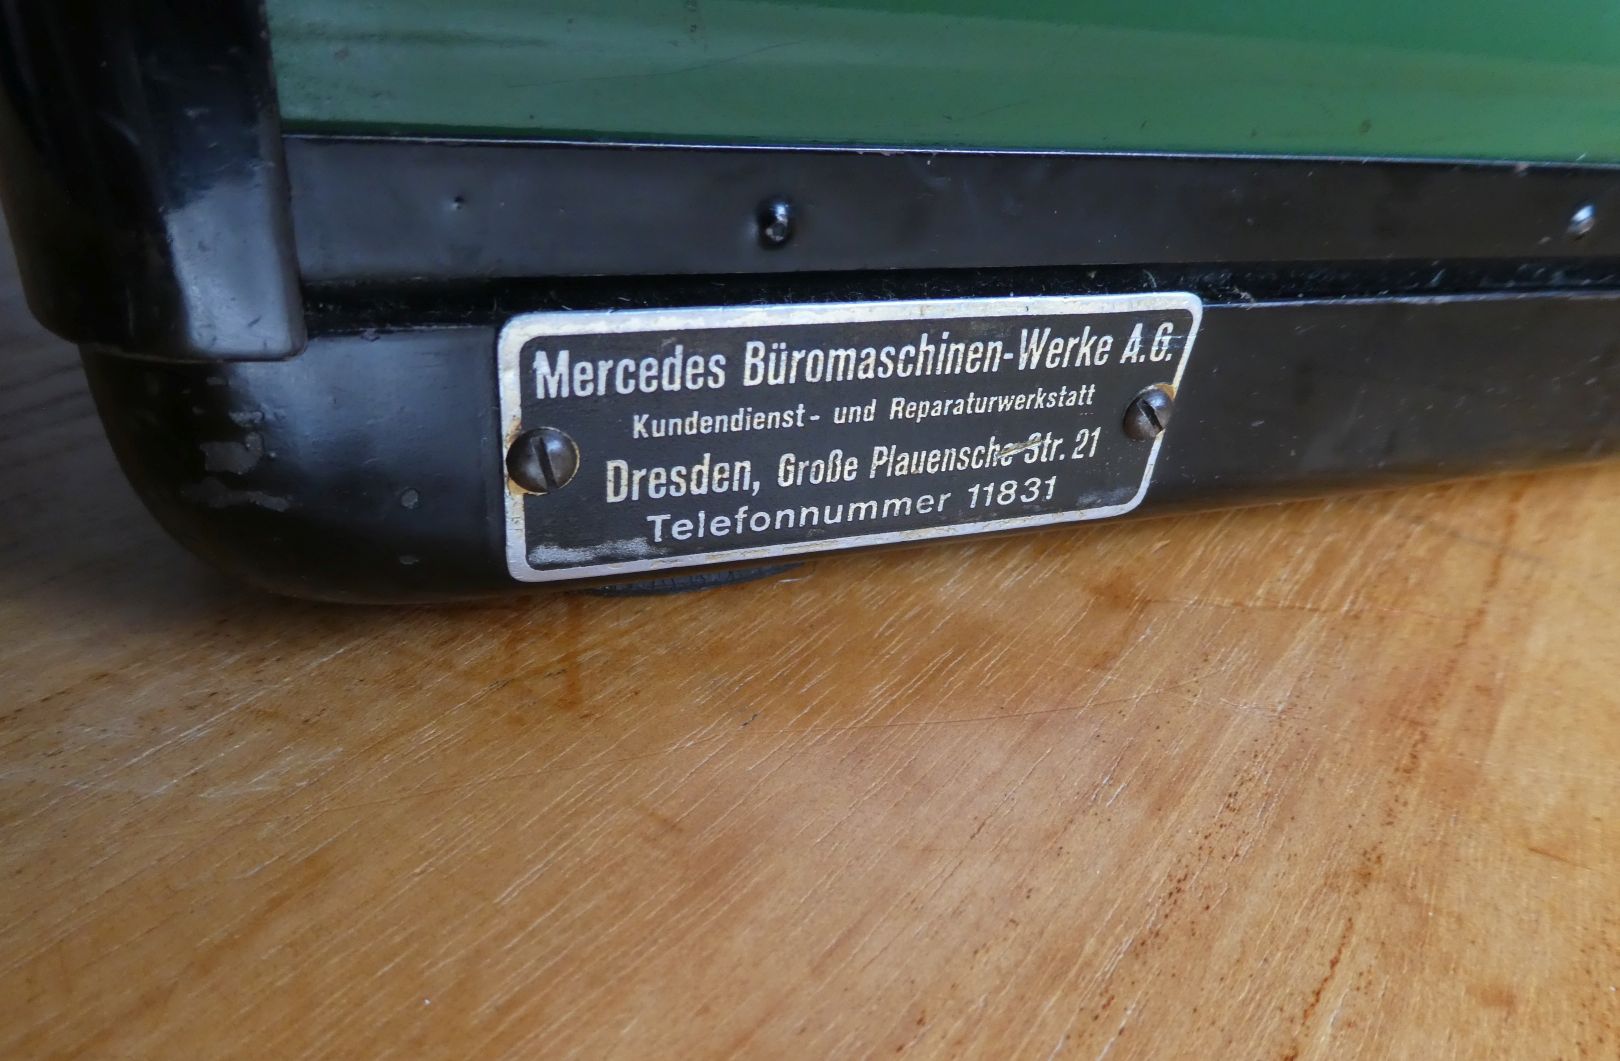 Mercedes Büromaschinen-Werke A.G.
Kundendienst- und Reparaturwerkstatt
Dresden, Große Plauensche Str. 21
Telefonnummer 11831